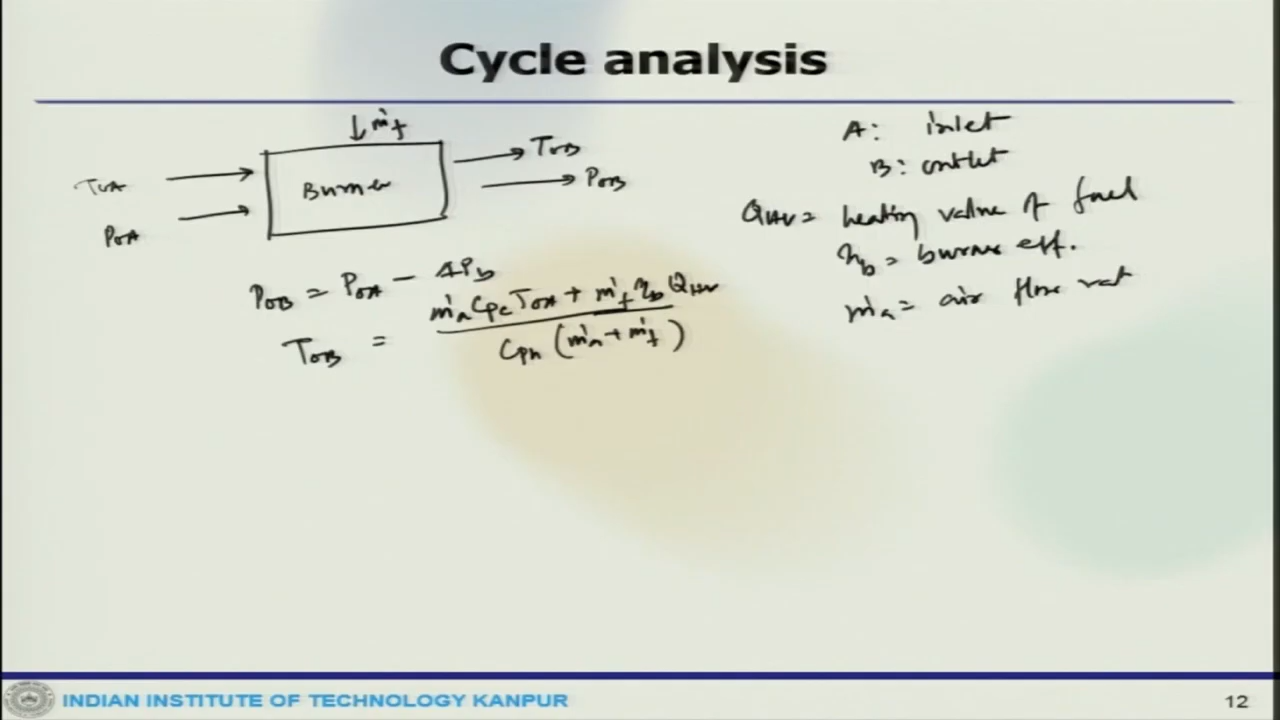 Cycle analysis
ṁf
T0A
P0A
Burner
T0B
P0B
A: inlet
B: outlet
QHV = heating value of fuel
ηb = burner eff.
ṁa = air flow rat
P0B = P0A - ΔPb
T0B = ṁa Cpc T0A + ṁf ηb QHV
Cph (ṁa + ṁf)
INDIAN INSTITUTE OF TECHNOLOGY KANPUR
12